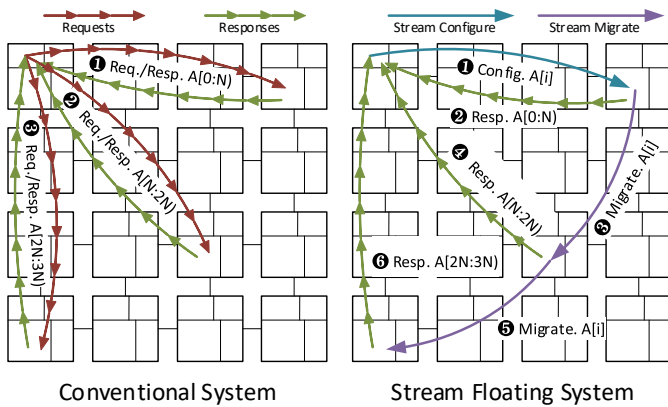 Requests
Responses
Stream Configure
Stream Migrate
❶ Req./Resp. A[0:N)
❷ Req./Resp. A[N:2N)
❸ Req./Resp. A[2N:3N)
❶ Config. A[i]
❷ Resp. A[0:N)
❸ Migrate. A[i]
❹ Resp. A[N:2N)
❺ Migrate. A[i]
❻ Resp. A[2N:3N)
Conventional System
Stream Floating System